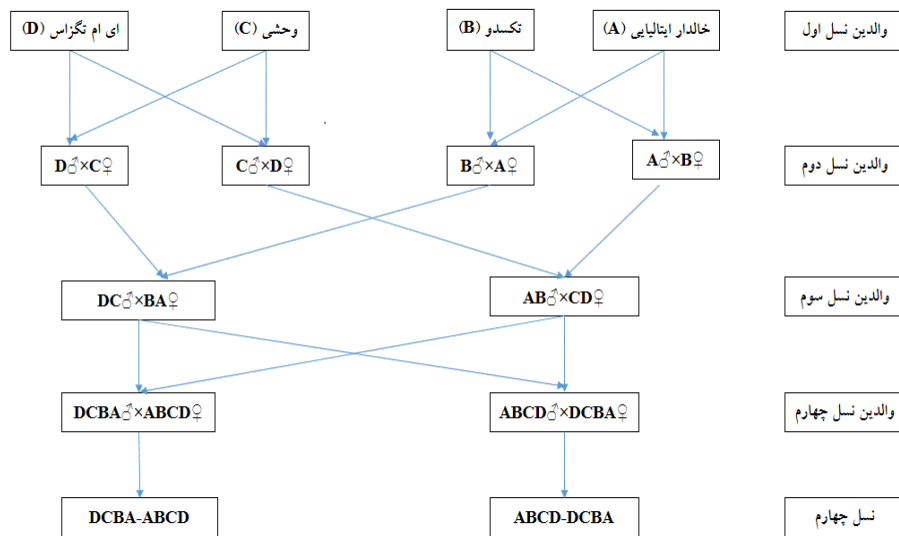 والدین نسل اول
خالدار ایتالیایی (A)
تکسدو (B)
وحشی (C)
ای ام تگزاس (D)
والدین نسل دوم
A♂×B♀
B♂×A♀
C♂×D♀
D♂×C♀
والدین نسل سوم
AB♂×CD♀
DC♂×BA♀
والدین نسل چهارم
ABCD♂×DCBA♀
DCBA♂×ABCD♀
نسل چهارم
ABCD-DCBA
DCBA-ABCD